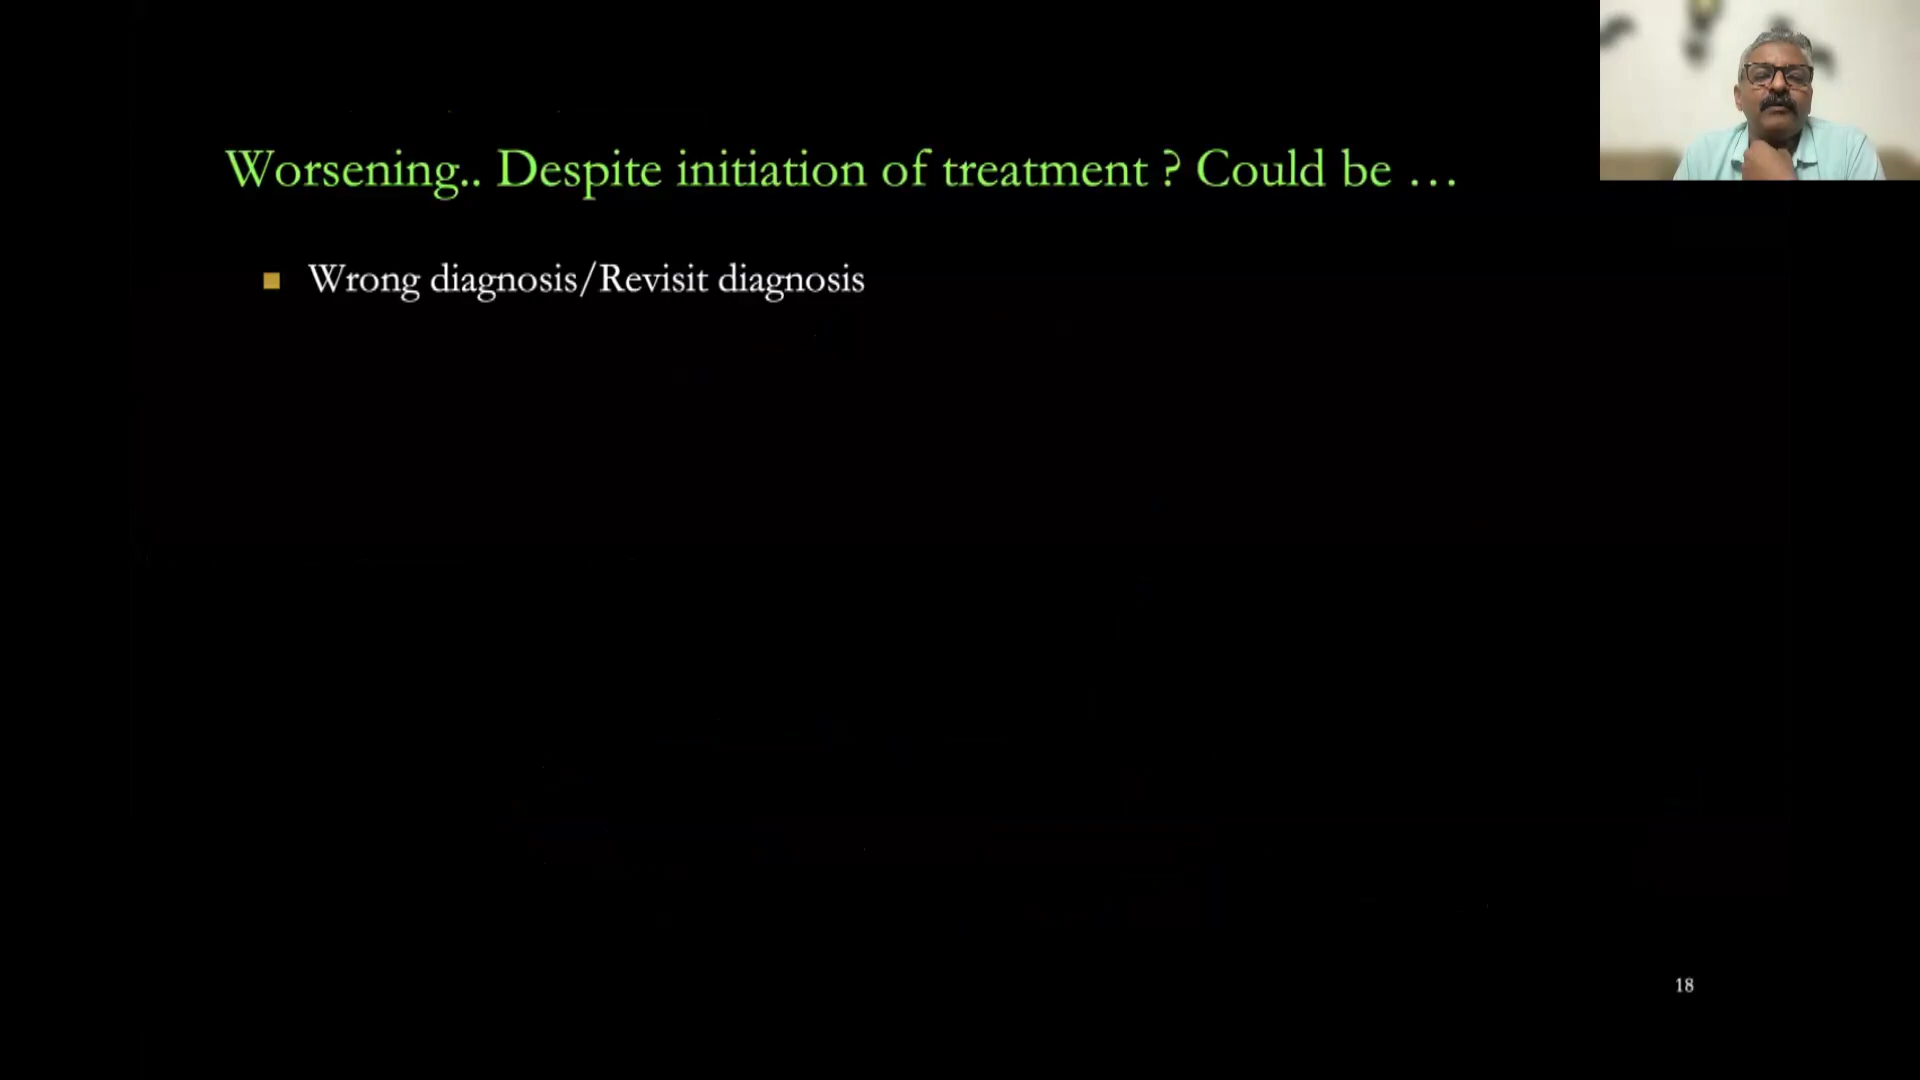 Worsening.. Despite initiation of treatment ? Could be …
Wrong diagnosis/Revisit diagnosis
18